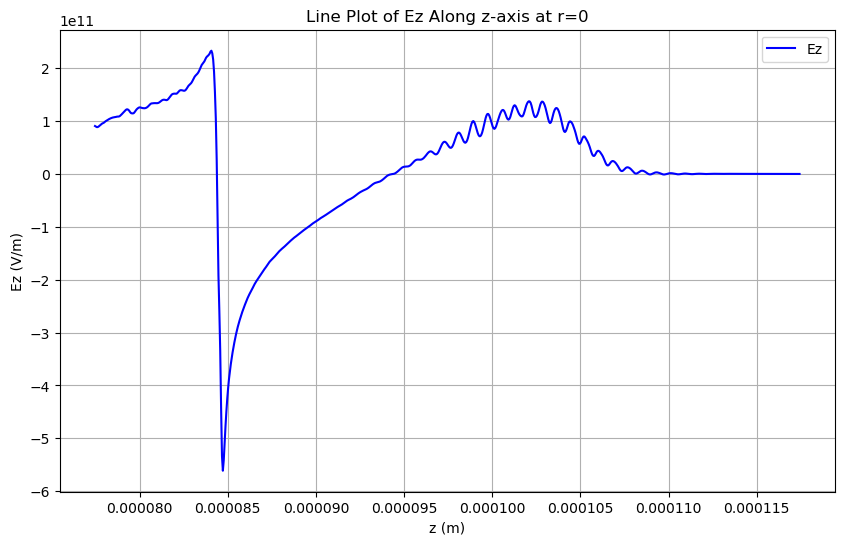 Line Plot of Ez Along z-axis at r=0
1e11
Ez
2
1
0
−1
−2
−3
−4
−5
−6
Ez (V/m)
0.000080 0.000085 0.000090 0.000095 0.000100 0.000105 0.000110 0.000115
z (m)